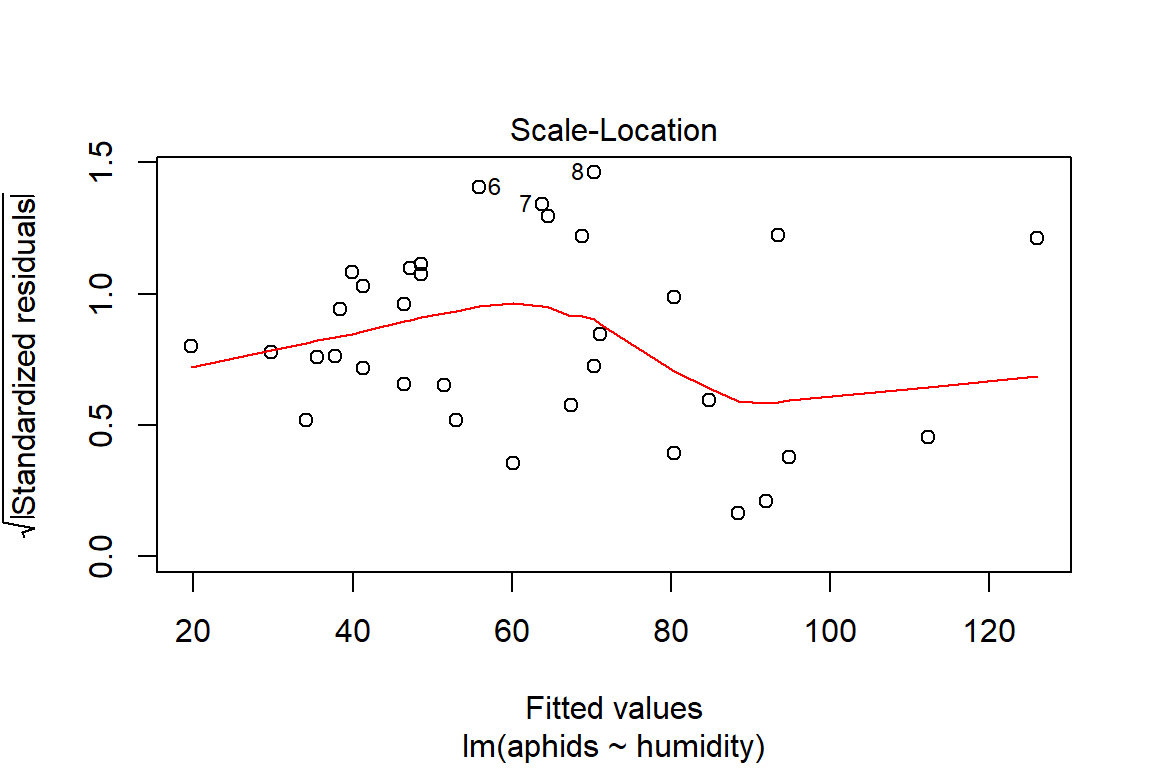 Scale-Location
√|Standardized residuals|
1.5
1.0
0.5
0.0
6
7
8
20 40 60 80 100 120
Fitted values
lm(aphids ~ humidity)